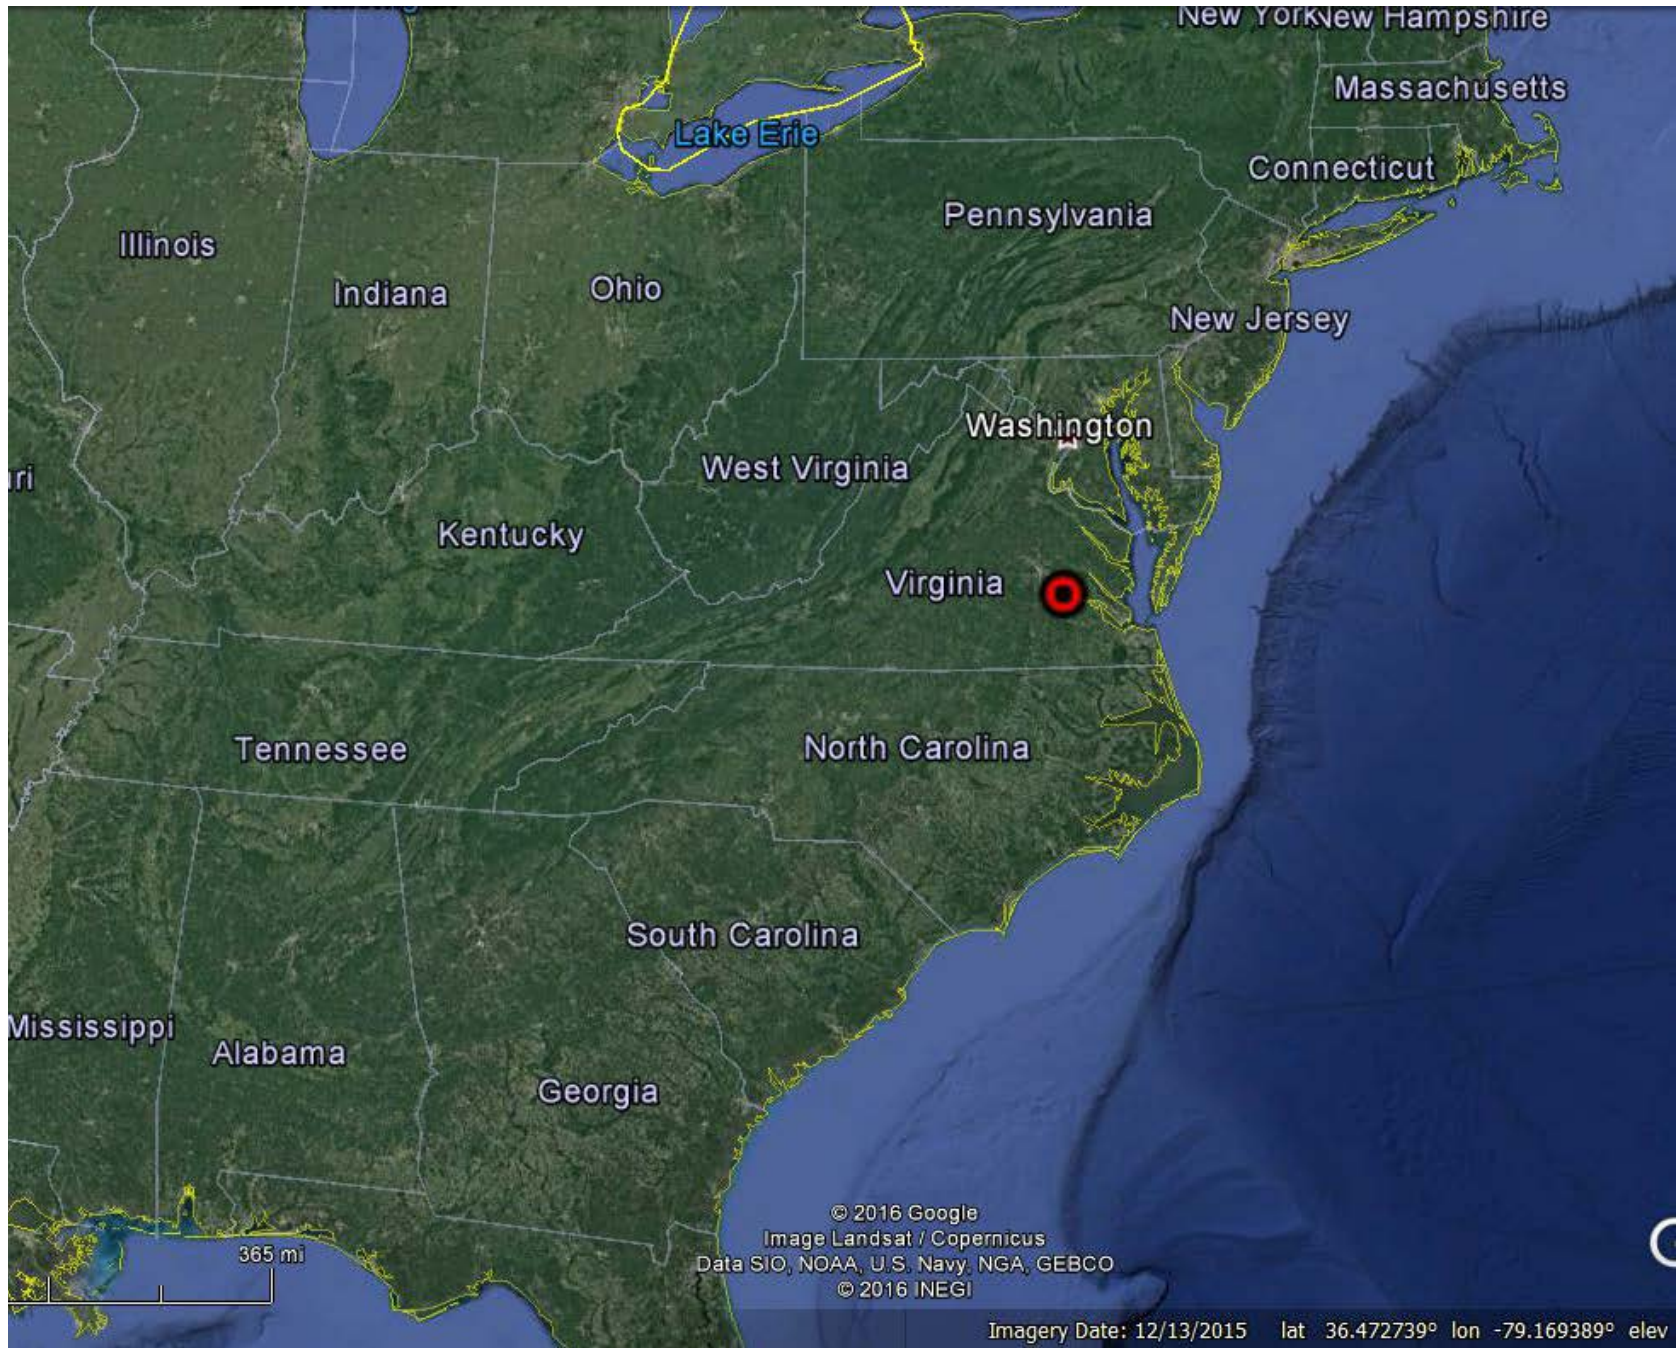 New York
New Hampshire
Massachusetts
Lake Erie
Connecticut
Pennsylvania
Illinois
Indiana
Ohio
New Jersey
Washington
West Virginia
iri
Kentucky
Virginia
Tennessee
North Carolina
South Carolina
Mississippi
Alabama
Georgia
© 2016 Google
Image Landsat / Copernicus
365 mi
Data SIO, NOAA, U.S. Navy, NGA, GEBCO
© 2016 INEGI
Imagery Date: 12/13/2015 lat 36.472739° lon -79.169389° elev